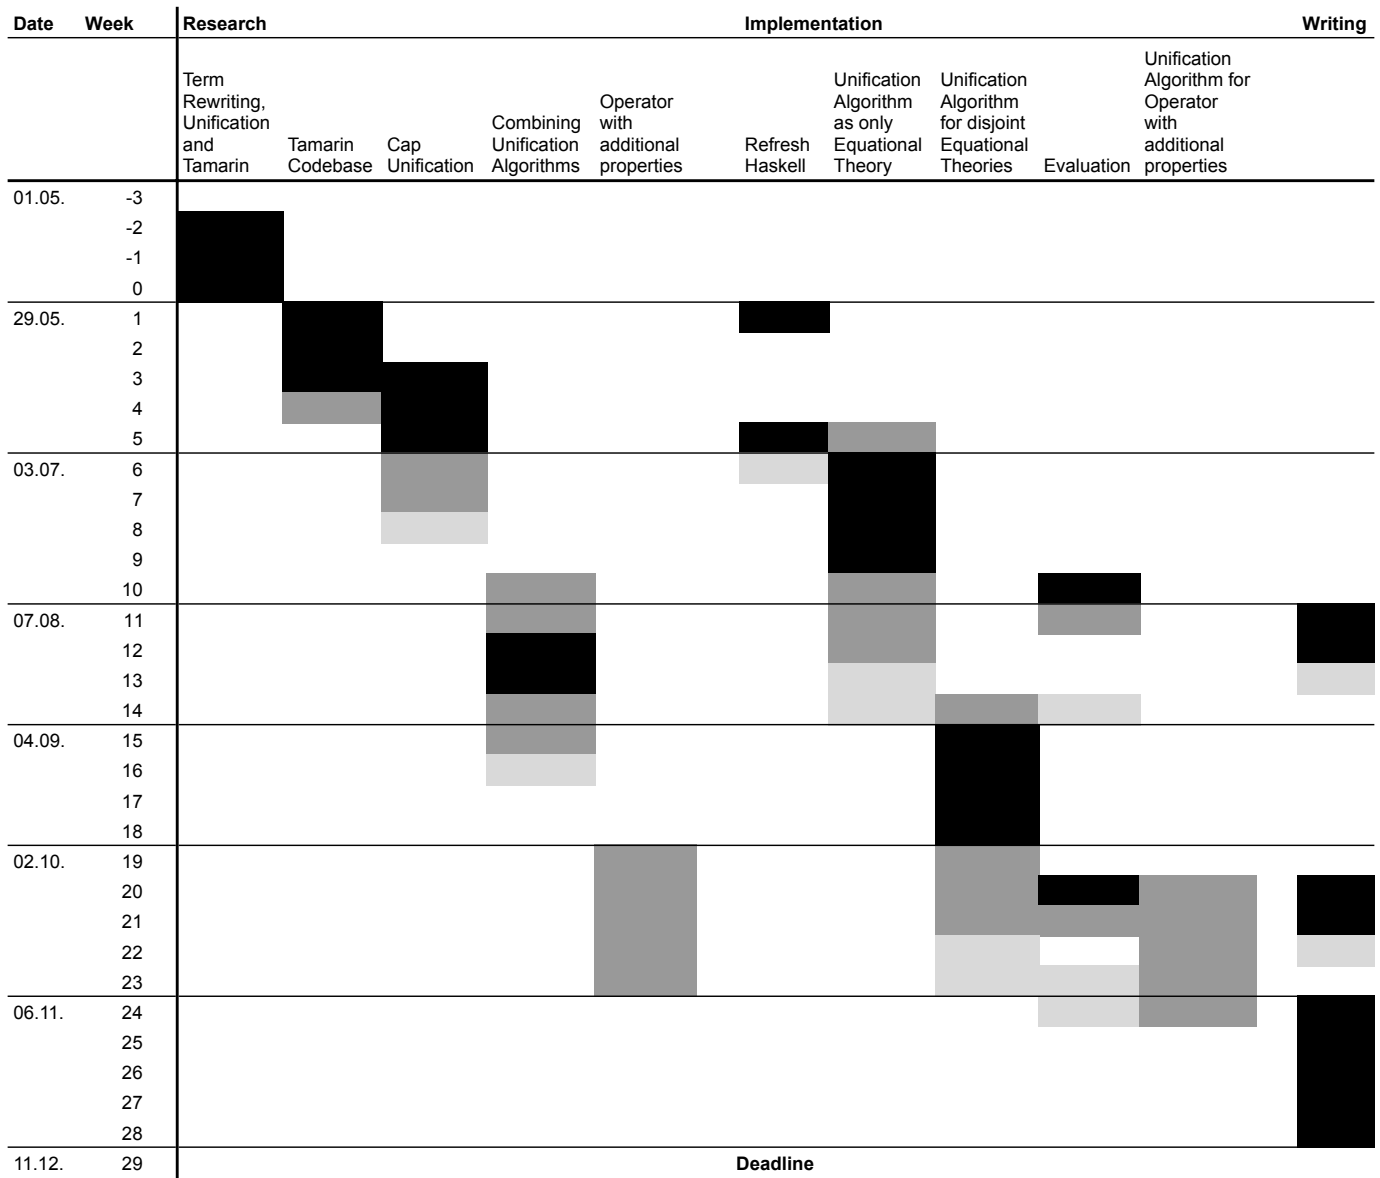 Date Week Research Implementation Writing
Term Rewriting, Unification and Tamarin
Tamarin Codebase
Cap Unification
Combining Unification Algorithms
Operator with additional properties
Refresh Haskell
Unification Algorithm as only Equational Theory
Unification Algorithm for disjoint Equational Theories
Evaluation
Unification Algorithm for Operator with additional properties
01.05. -3
-2
-1
0
29.05. 1
2
3
4
5
03.07. 6
7
8
9
10
07.08. 11
12
13
14
04.09. 15
16
17
18
02.10. 19
20
21
22
23
06.11. 24
25
26
27
28
11.12. 29 Deadline